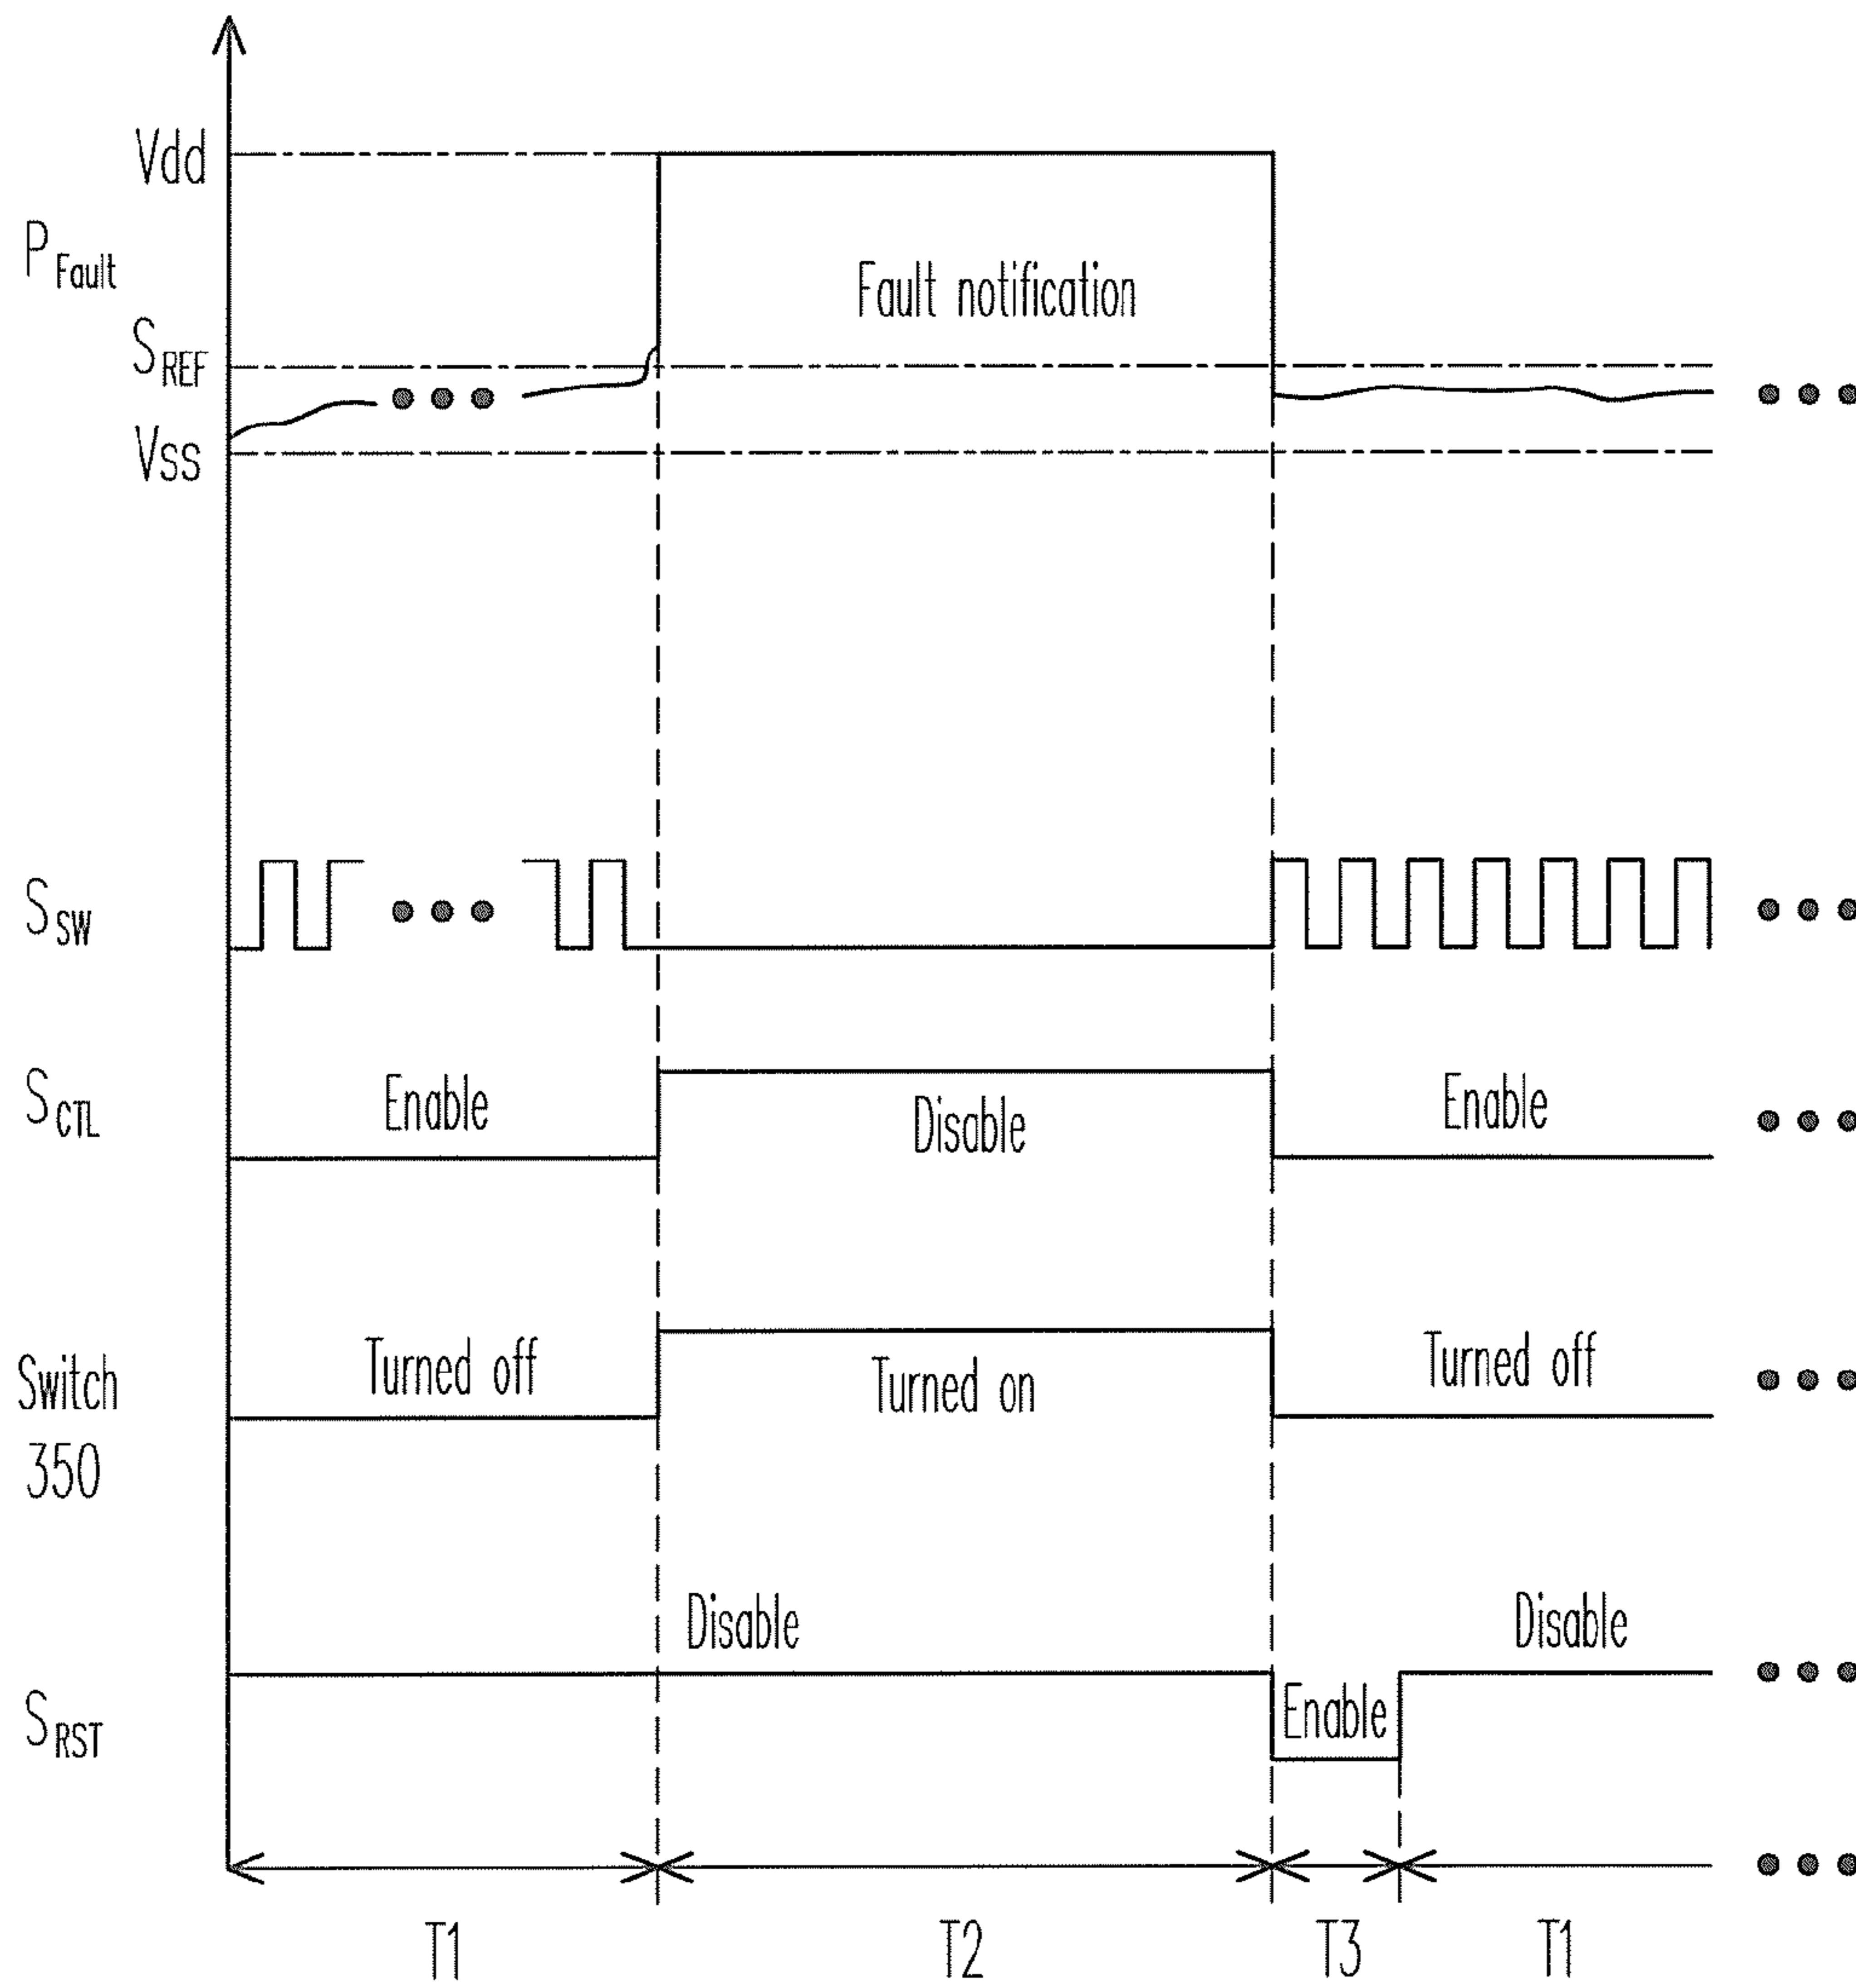 Vdd
P Fault
Fault notification
S REF
Vss
S SW
S CTL
Enable
Disable
Enable
Switch
350
Turned off
Turned on
Turned off
Disable
Disable
S RST
Enable
T1
T2
T3
T1